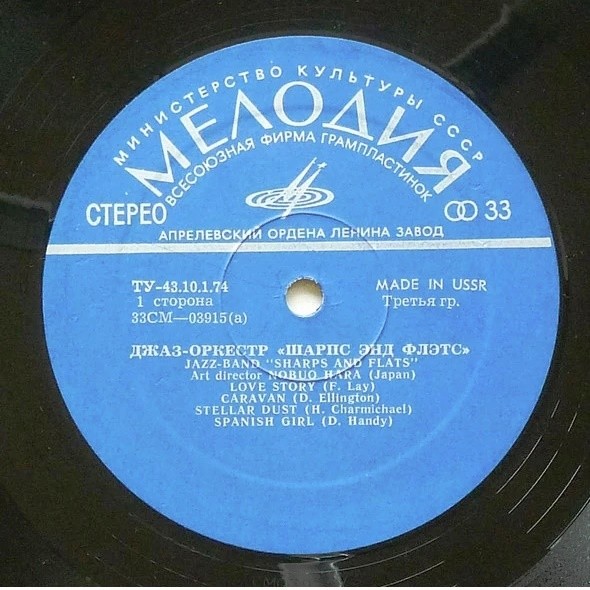 МИНИСТЕРСТВО КУЛЬТУРЫ СССР
МЕЛОДИЯ
ВСЕСОЮЗНАЯ ФИРМА ГРАМПЛАСТИНОК
СТЕРЕО
33
АПРЕЛЕВСКИЙ ОРДЕНА ЛЕНИНА ЗАВОД
ТУ-43.10.1.74
MADE IN USSR
1 сторона
Третья гр.
33СМ—03915(а)
ДЖАЗ-ОРКЕСТР «ШАРПС ЭНД ФЛЭТС»
JAZZ-BAND "SHARPS AND FLATS"
Art director NOBUO HARA (Japan)
LOVE STORY (F. Lay)
CARAVAN (D. Ellington)
STELLAR DUST (H. Charmichael)
SPANISH GIRL (D. Handy)